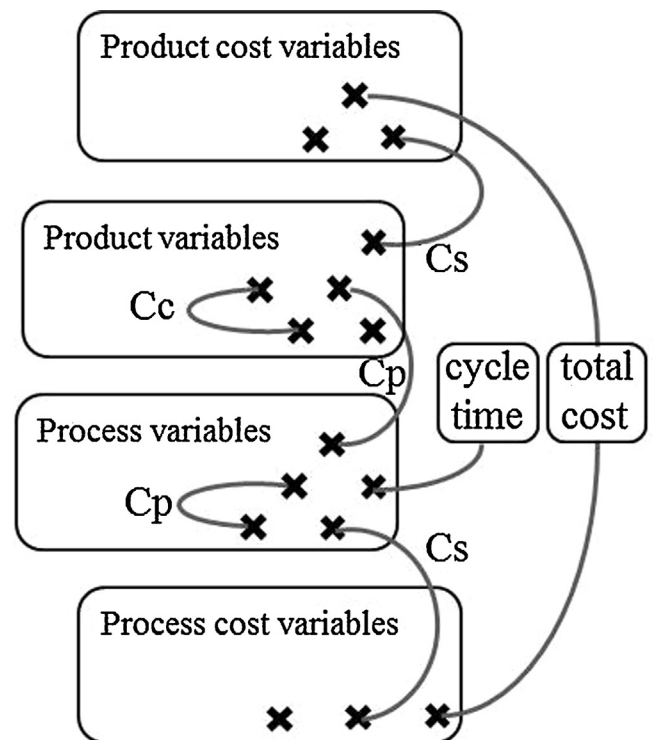 Product cost variables
Product variables
Cs
Cc
Cp
cycle
time
total
cost
Process variables
Cp
Cs
Process cost variables